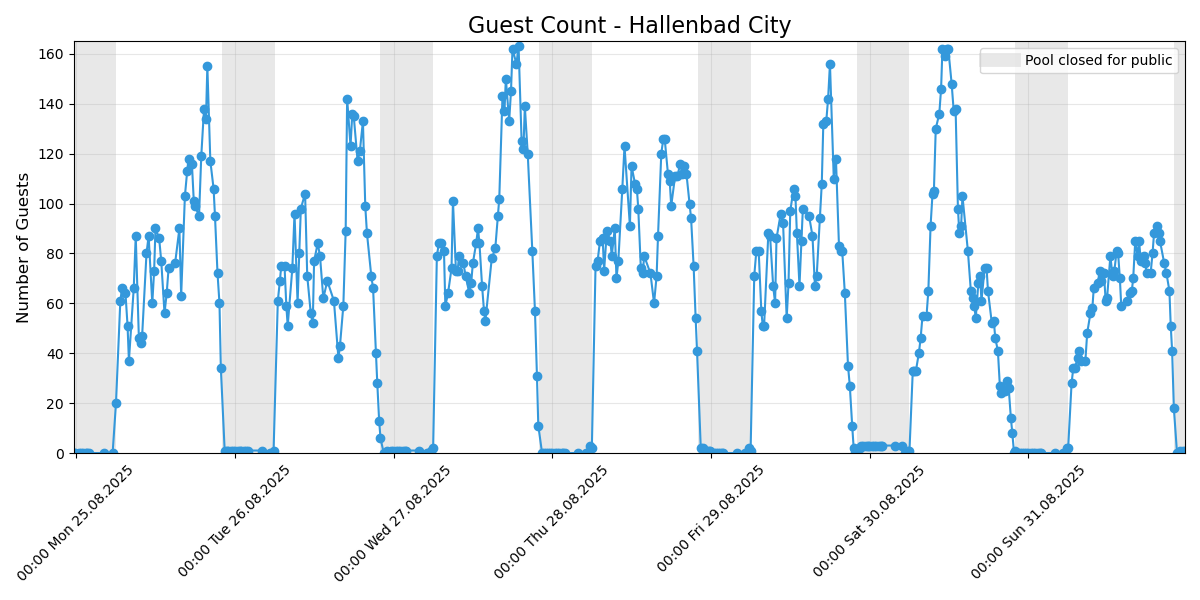 Guest Count - Hallenbad City
Pool closed for public
Number of Guests
160
140
120
100
80
60
40
20
0
00:00 Mon 25.08.2025
00:00 Tue 26.08.2025
00:00 Wed 27.08.2025
00:00 Thu 28.08.2025
00:00 Fri 29.08.2025
00:00 Sat 30.08.2025
00:00 Sun 31.08.2025